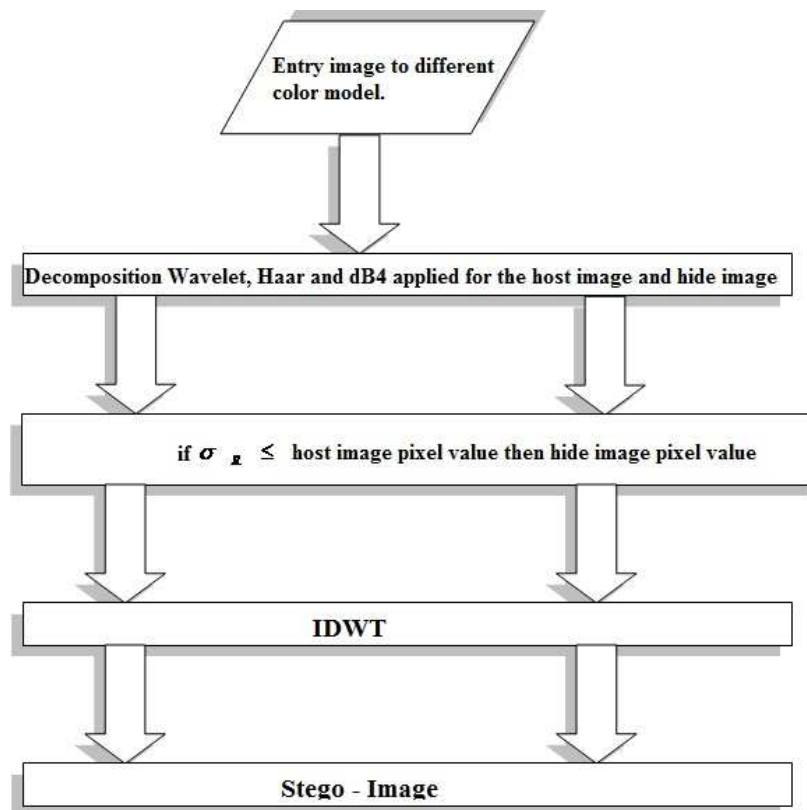 Entry image to different
color model.
Decomposition Wavelet, Haar and dB4 applied for the host image and hide image
if σ ≤ host image pixel value then hide image pixel value
IDWT
Stego - Image